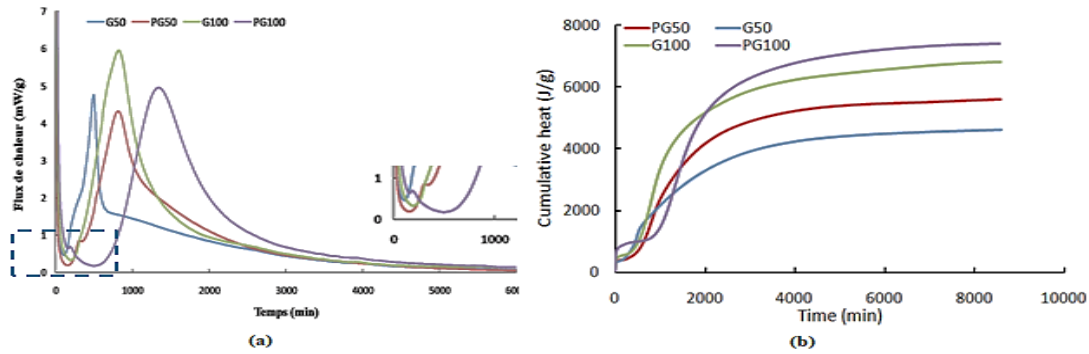 7
6
5
4
3
2
1
0
Flux de chaleur (mW/g)
G50 PG50 G100 PG100
1
0
0 1000
0 1000 2000 3000 4000 5000 60
Temps (min)
(a)
8000
6000
4000
2000
0
Cumulative heat (J/g)
PG50 G50
G100 PG100
0 2000 4000 6000 8000 10000
Time (min)
(b)